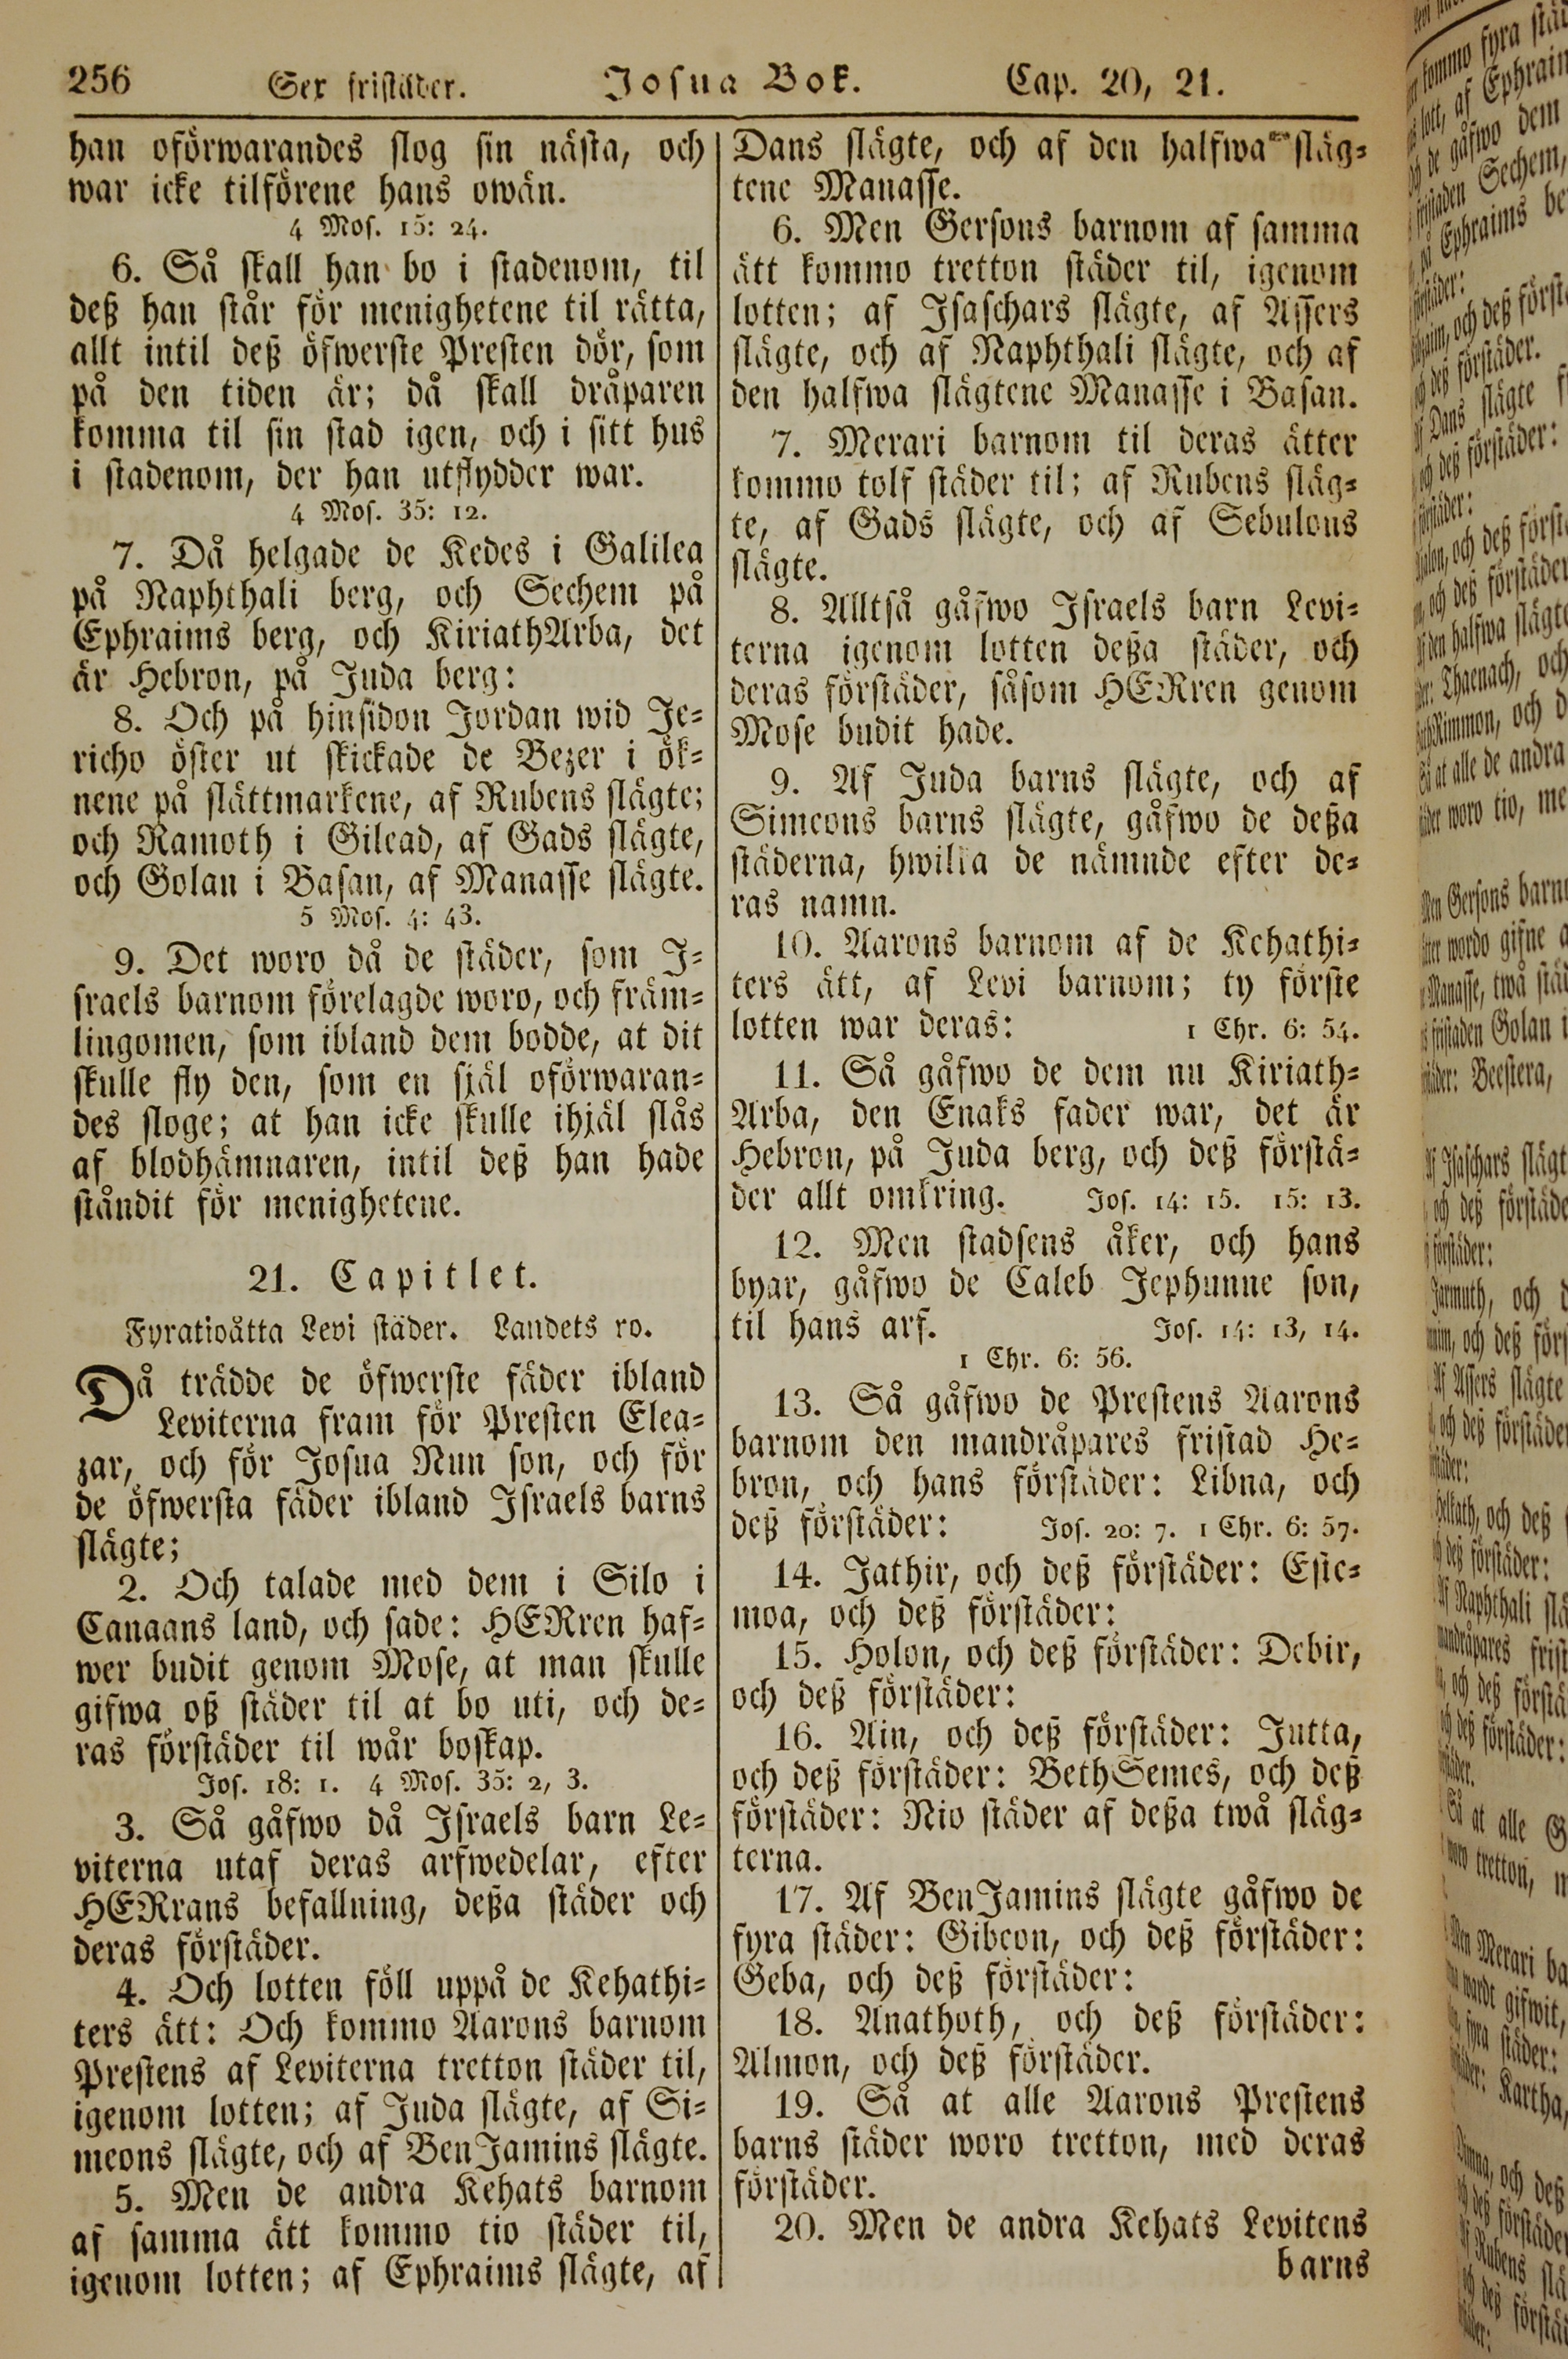 256 Sex fristäder. Josua Bok. Cap. 20, 21.
han oförwarandes slog sin nästa, och
war icke tilförene hans owän.
4 Mos. 15: 24.
6. Så skall han bo i stadenom, til
deß han står för menighetene til rätta,
allt intil deß öfwerste Presten dör, som
på den tiden är; då skall dråparen
komma til sin stad igen, och i sitt hus
i stadenom, der han utflydder war.
4 Mos. 35: 12.
7. Då helgade de Kedes i Galilea
på Naphthali berg, och Sechem på
Ephraims berg, och KiriathArba, det
är Hebron, på Juda berg:
8. Och på hinsidon Jordan wid Je=
richo öster ut skickade de Bezer i ök=
nene på slättmarkene, af Rubens slägte;
och Ramoth i Gilead, af Gads slägte,
och Golan i Basan, af Manasse slägte.
5 Mos. 4: 43.
9. Det woro då de städer, som I=
sraels barnom förelagde woro, och främ=
lingomen, som ibland dem bodde, at dit
skulle fly den, som en själ oförwaran=
des sloge; at han icke skulle ihjäl slås
af blodhämnaren, intil deß han hade
ståndit för menighetene.
21. Capitlet.
Fyratioåtta Levi städer. Landets ro.
Då trädde de öfwerste fäder ibland
Leviterna fram för Presten Elea=
zar, och för Josua Nun son, och för
de öfwersta fäder ibland Israels barns
slägte;
2. Och talade med dem i Silo i
Canaans land, och sade: HERren haf=
wer budit genom Mose, at man skulle
gifwa oß städer til at bo uti, och de=
ras förstäder til wår boskap.
Jos. 18: 1. 4 Mos. 35: 2, 3.
3. Så gåfwo då Israels barn Le=
viterna utaf deras arfwedelar, efter
HERrans befallning, deßa städer och
deras förstäder.
4. Och lotten föll uppå de Kehathi=
ters ätt: Och kommo Aarons barnom
Prestens af Leviterna tretton städer til,
igenom lotten; af Juda slägte, af Si=
meons slägte, och af BenJamins slägte.
5. Men de andra Kehats barnom
af samma ätt kommo tio städer til,
igenom lotten; af Ephraims slägte, af
Dans slägte, och af den halfwa släg=
tene Manasse.
6. Men Gersons barnom af samma
ätt kommo tretton städer til, igenom
lotten; af Isaschars slägte, af Assers
slägte, och af Naphthali slägte, och af
den halfwa slägtene Manasse i Basan.
7. Merari barnom til deras ätter
kommo tolf städer til; af Rubens släg=
te, af Gads slägte, och af Sebulons
slägte.
8. Alltså gåfwo Israels barn Levi=
terna igenom lotten deßa städer, och
deras förstäder, såsom HERren genom
Mose budit hade.
9. Af Juda barns slägte, och af
Simeons barns slägte, gåfwo de deßa
städerna, hwilka de nämnde efter de=
ras namn.
10. Aarons barnom af de Kehathi=
ters ätt, af Levi barnom; ty förste
lotten war deras: 1 Chr. 6: 54.
11. Så gåfwo de dem nu Kiriath=
Arba, den Enaks fader war, det är
Hebron, på Juda berg, och deß förstä=
der allt omkring. Jos. 14: 15. 15: 13.
12. Men stadsens åker, och hans
byar, gåfwo de Caleb Jephunne son,
til hans arf. Jos. 14: 13, 14.
1 Chr. 6: 56.
13. Så gåfwo de Prestens Aarons
barnom den mandråpares fristad He=
bron, och hans förstäder: Libna, och
deß förstäder: Jos. 20: 7. 1 Chr. 6: 57.
14. Jathir, och deß förstäder: Este=
moa, och deß förstäder:
15. Holon, och deß förstäder: Debir,
och deß förstäder:
16. Ain, och deß förstäder: Jutta,
och deß förstäder: BethSemes, och deß
förstäder: Nio städer af deßa twå släg=
terna.
17. Af BenJamins slägte gåfwo de
fyra städer: Gibeon, och deß förstäder:
Geba, och deß förstäder:
18. Anathoth, och deß förstäder:
Almon, och deß förstäder.
19. Så at alle Aarons Prestens
barns städer woro tretton, med deras
förstäder.
20. Men de andra Kehats Levitens
barns